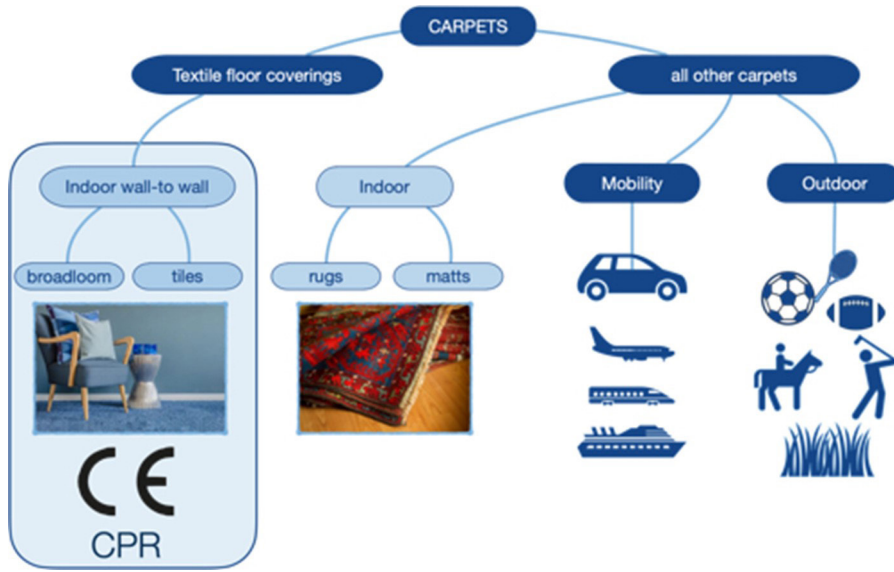 CARPETS
Textile floor coverings
all other carpets
Indoor wall-to wall
Indoor
Mobility
Outdoor
broadloom
tiles
rugs
matts
CE
CPR